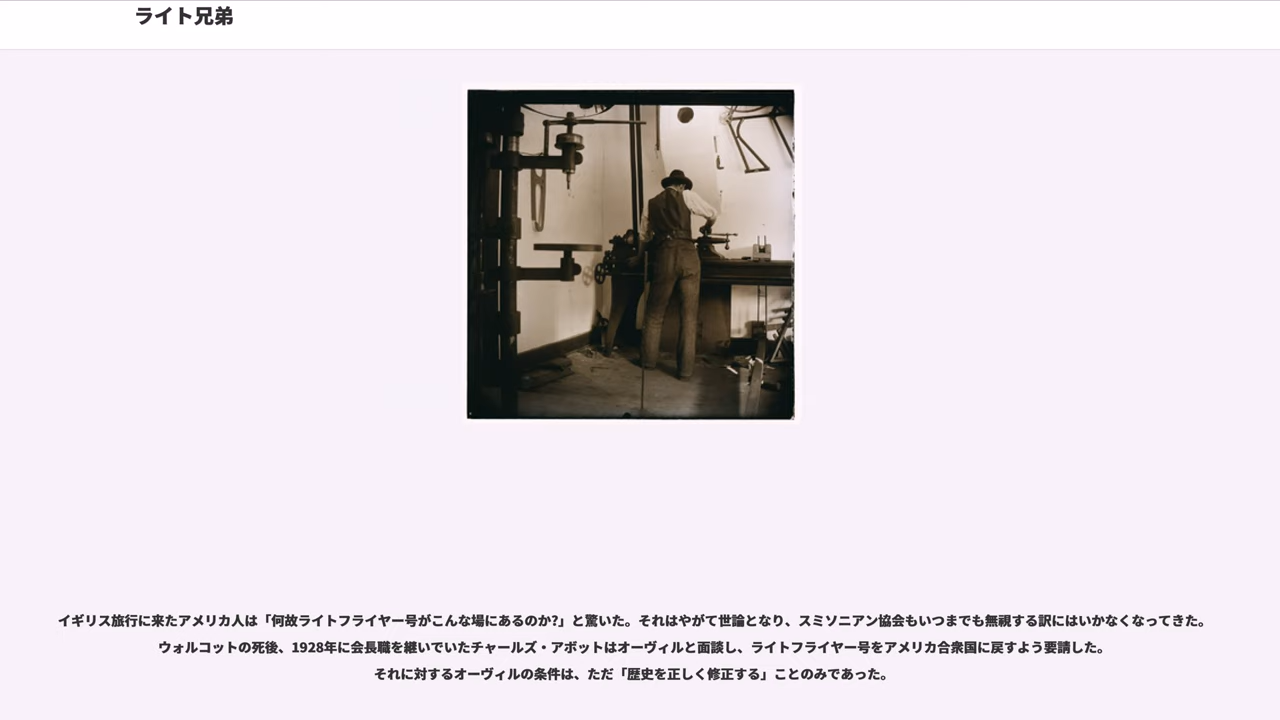 ライト兄弟
イギリス旅行に来たアメリカ人は「何故ライトフライヤー号がこんな場にあるのか?」と驚いた。それはやがて世論となり、スミソニアン協会もいつまでも無視する訳にはいかなくなってきた。
ウォルコットの死後、1928年に会長職を継いでいたチャールズ・アボットはオーヴィルと面談し、ライトフライヤー号をアメリカ合衆国に戻すよう要請した。
それに対するオーヴィルの条件は、ただ「歴史を正しく修正する」ことのみであった。